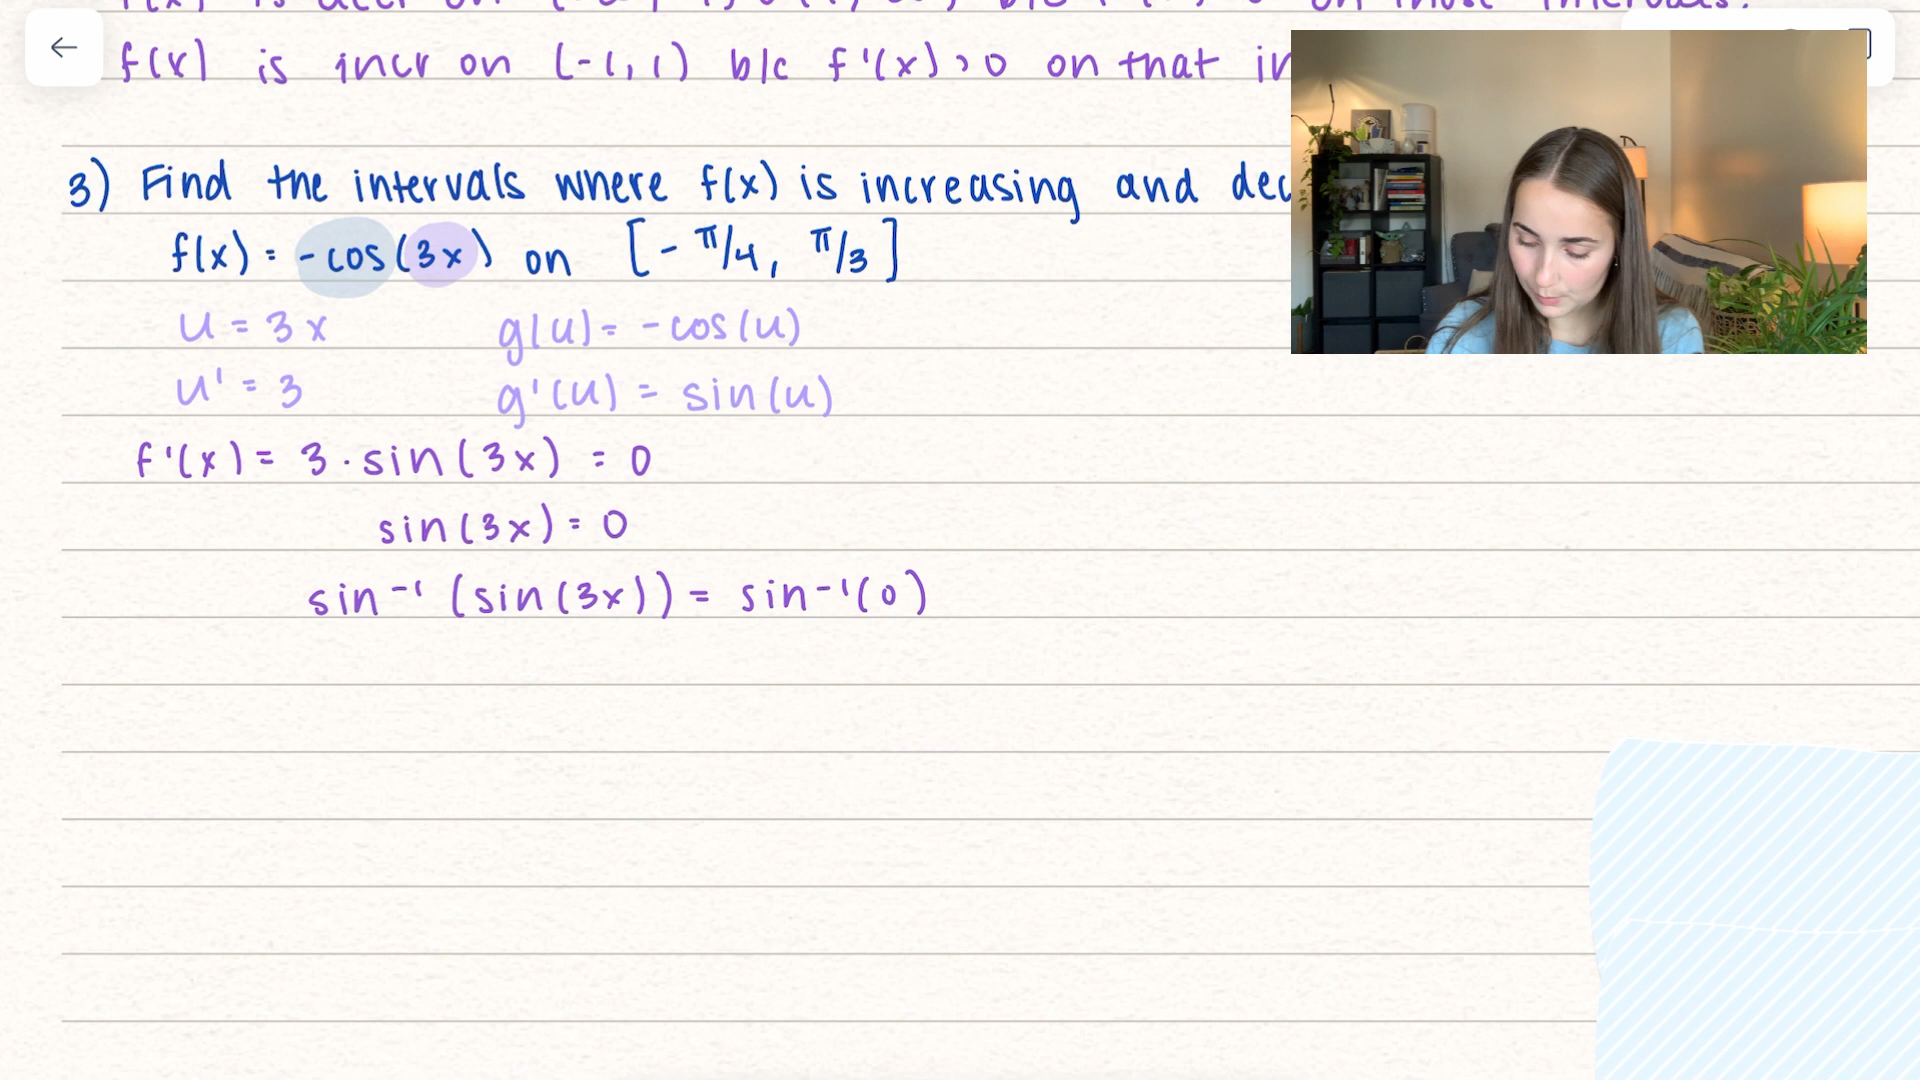 f(x) is incr on (-1,1) b/c f'(x)>0 on that in
3) Find the intervals where f(x) is increasing and dec
f(x) = -cos(3x) on [-π/4, π/3]
u = 3x g(u) = -cos(u)
u' = 3 g'(u) = sin(u)
f'(x) = 3·sin(3x) = 0
sin(3x) = 0
sin⁻¹(sin(3x)) = sin⁻¹(0)